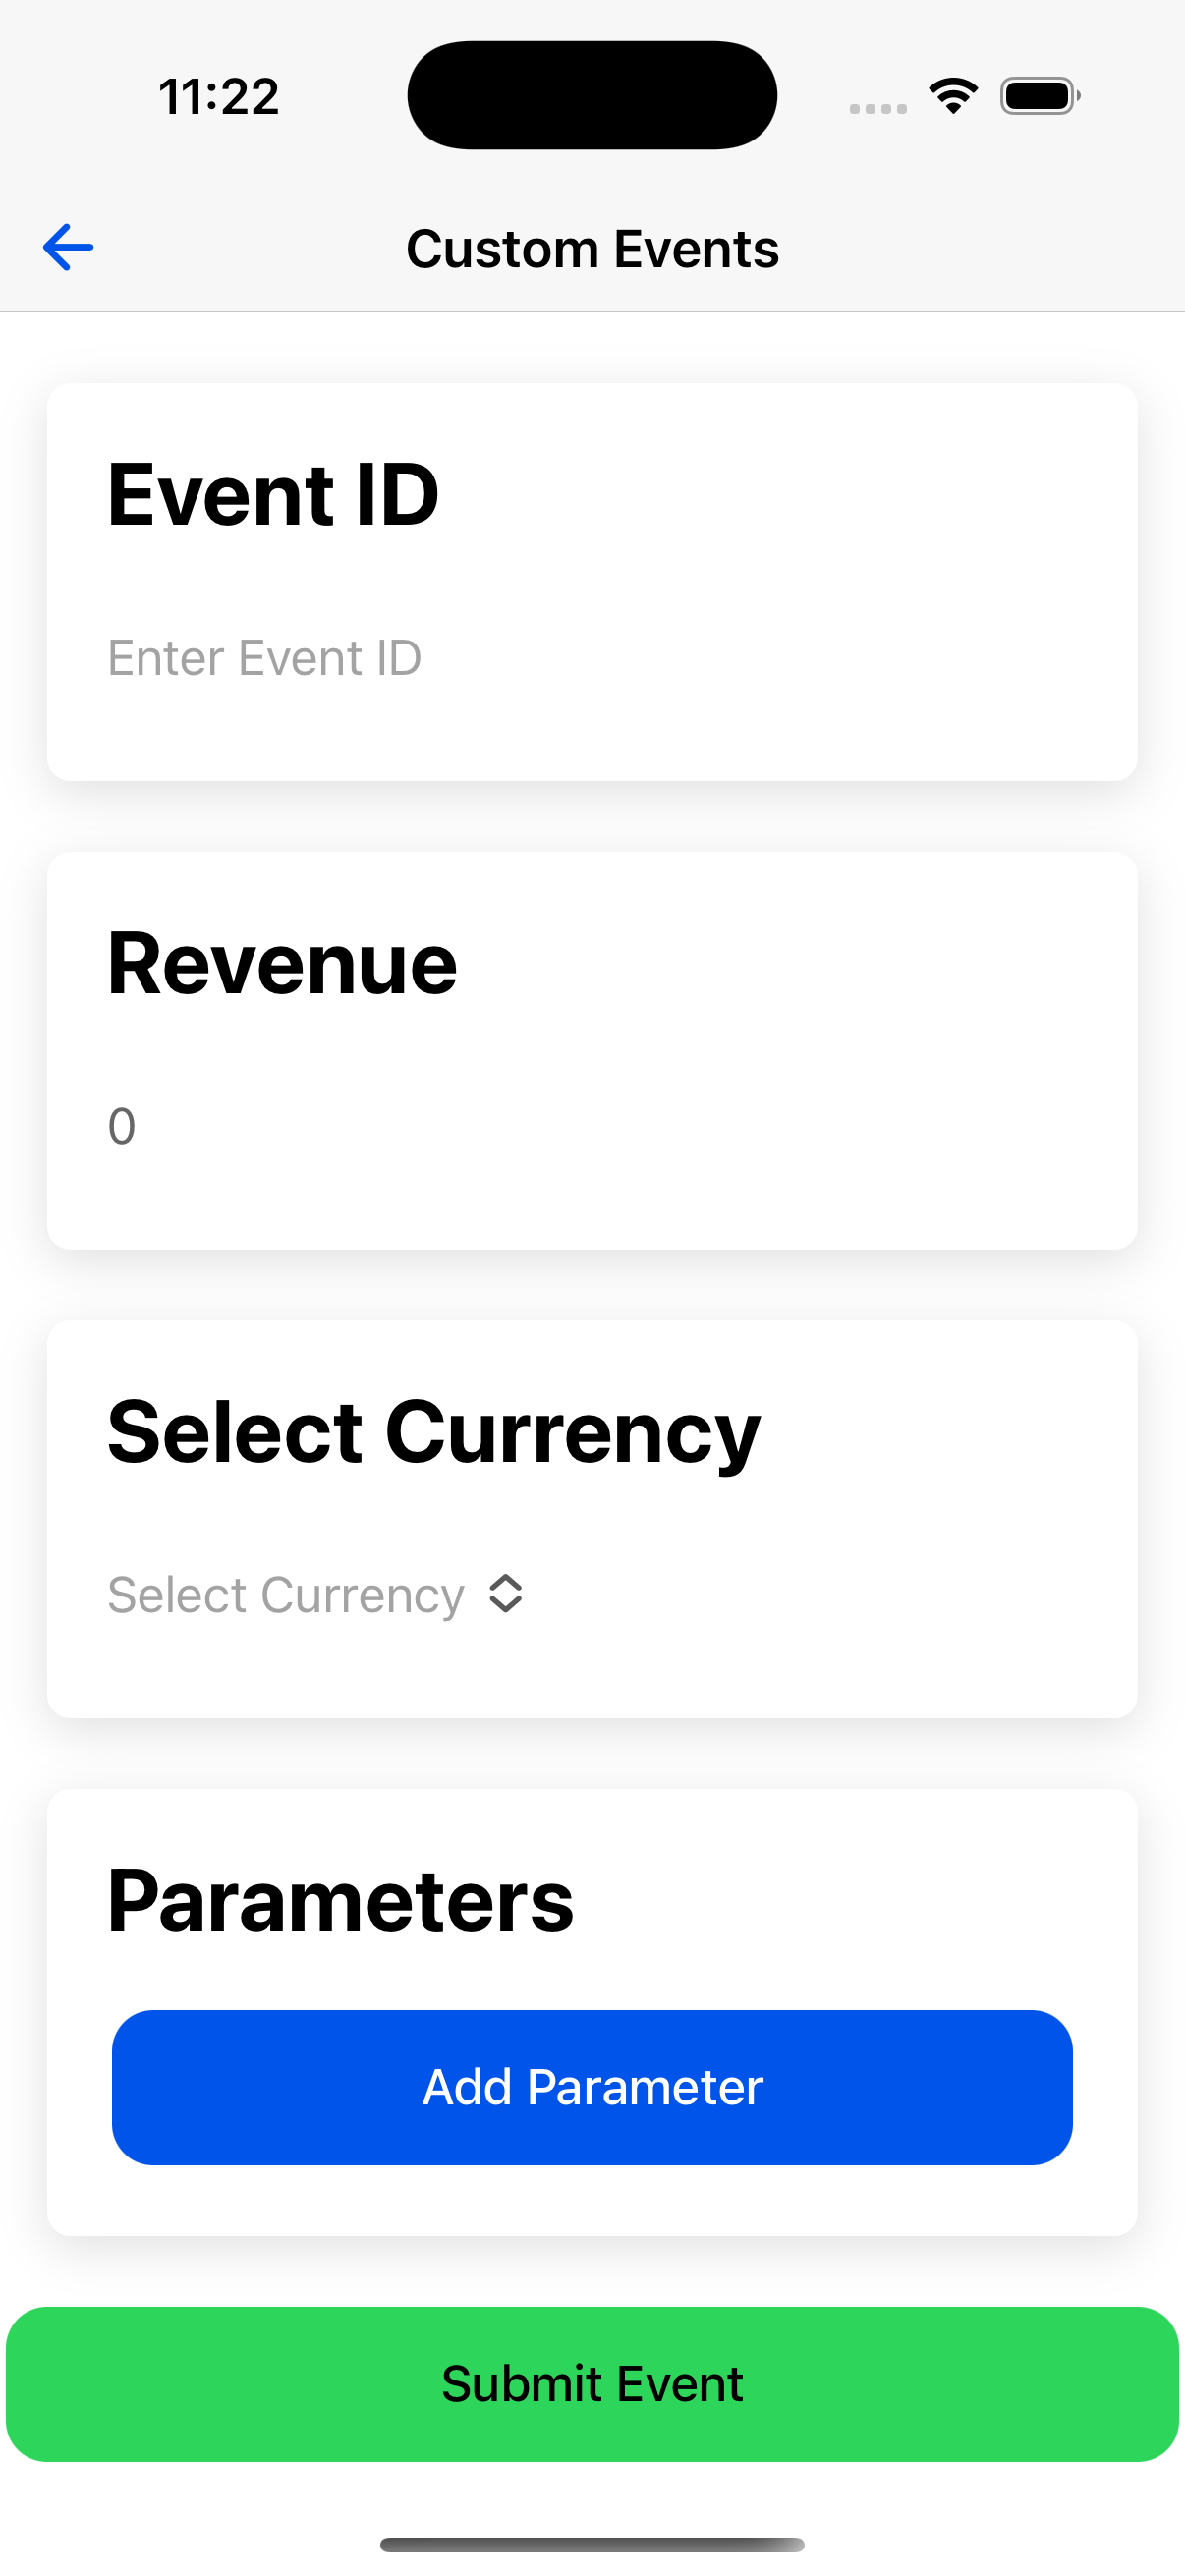 11:22
Custom Events
Event ID
Enter Event ID
Revenue
0
Select Currency
Select Currency
Parameters
Add Parameter
Submit Event